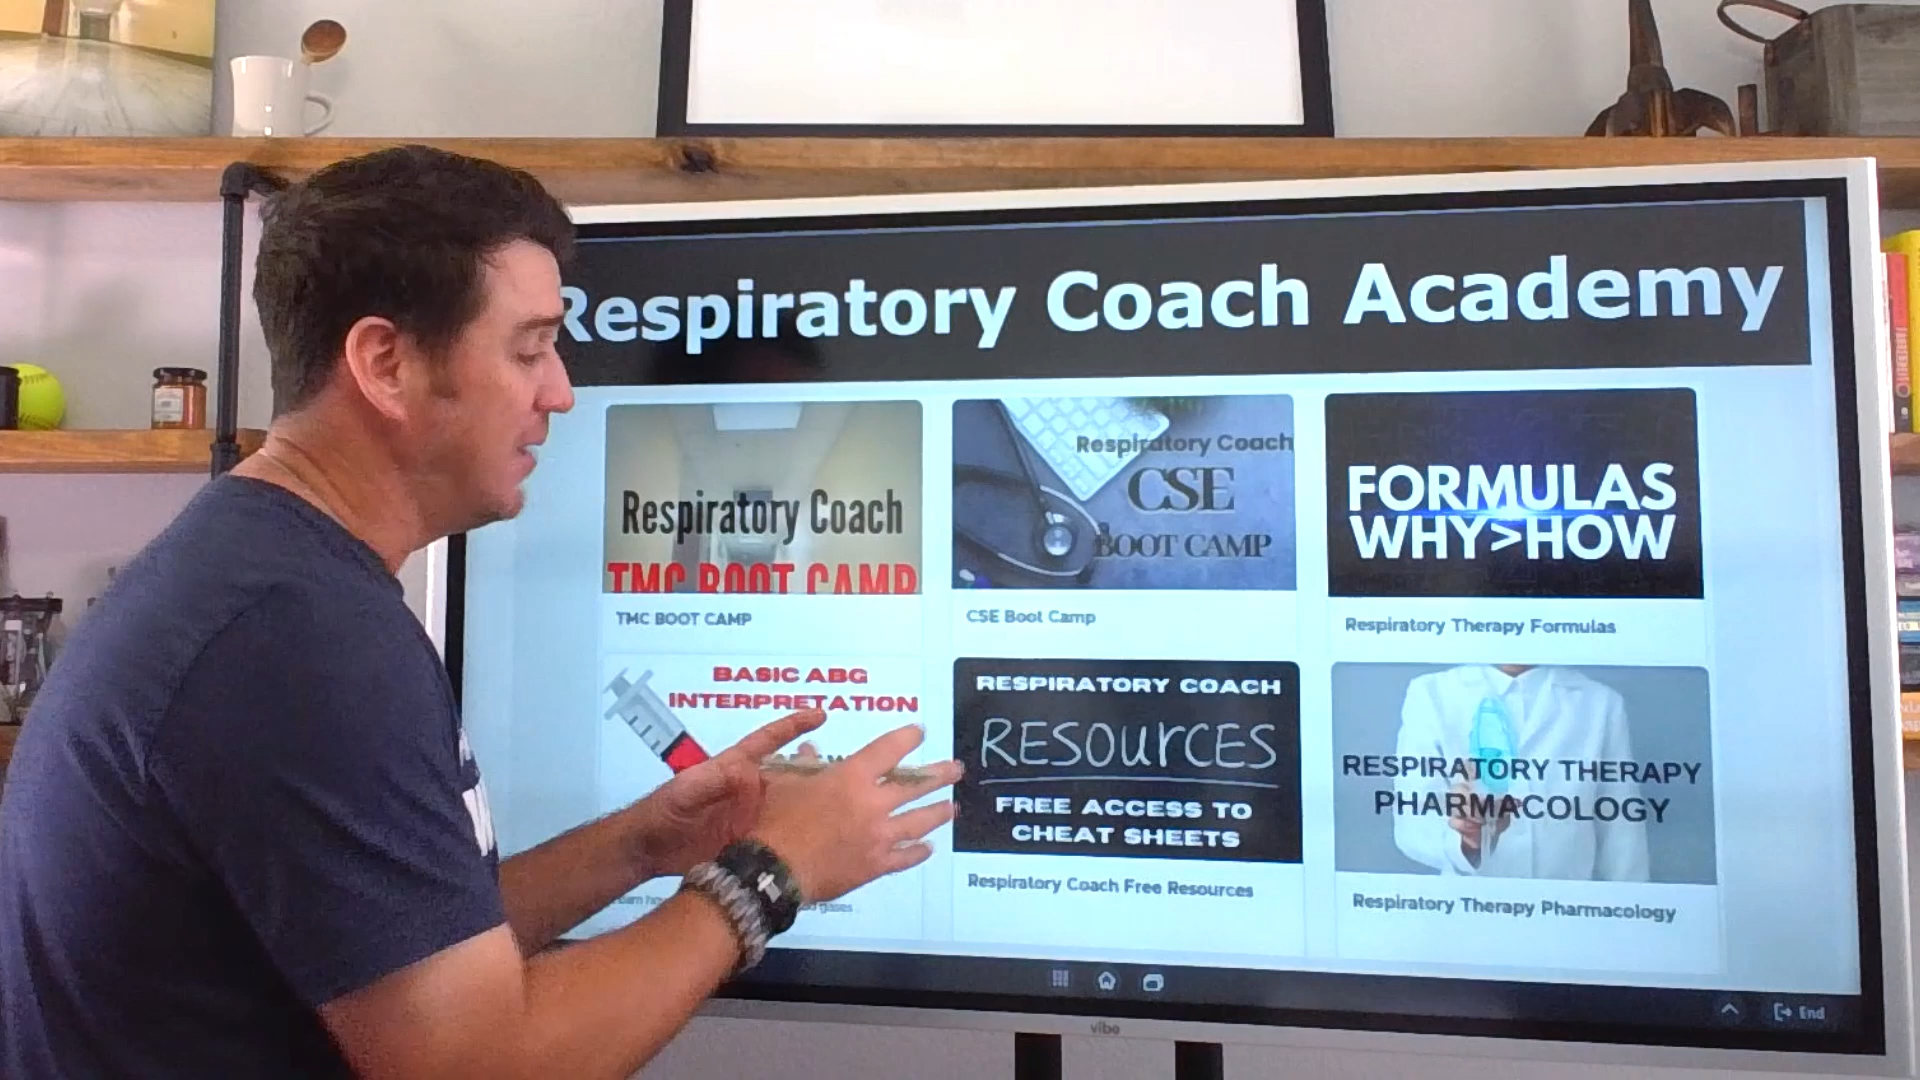 Respiratory Coach Academy
Respiratory Coach
TMC BOOT CAMP
TMC BOOT CAMP
Respiratory Coach
CSE
BOOT CAMP
CSE Boot Camp
FORMULAS
WHY>HOW
Respiratory Therapy Formulas
BASIC ABG
INTERPRETATION
gases
RESPIRATORY COACH
RESOURCES
FREE ACCESS TO
CHEAT SHEETS
Respiratory Coach Free Resources
RESPIRATORY THERAPY
PHARMACOLOGY
Respiratory Therapy Pharmacology
End
vibe